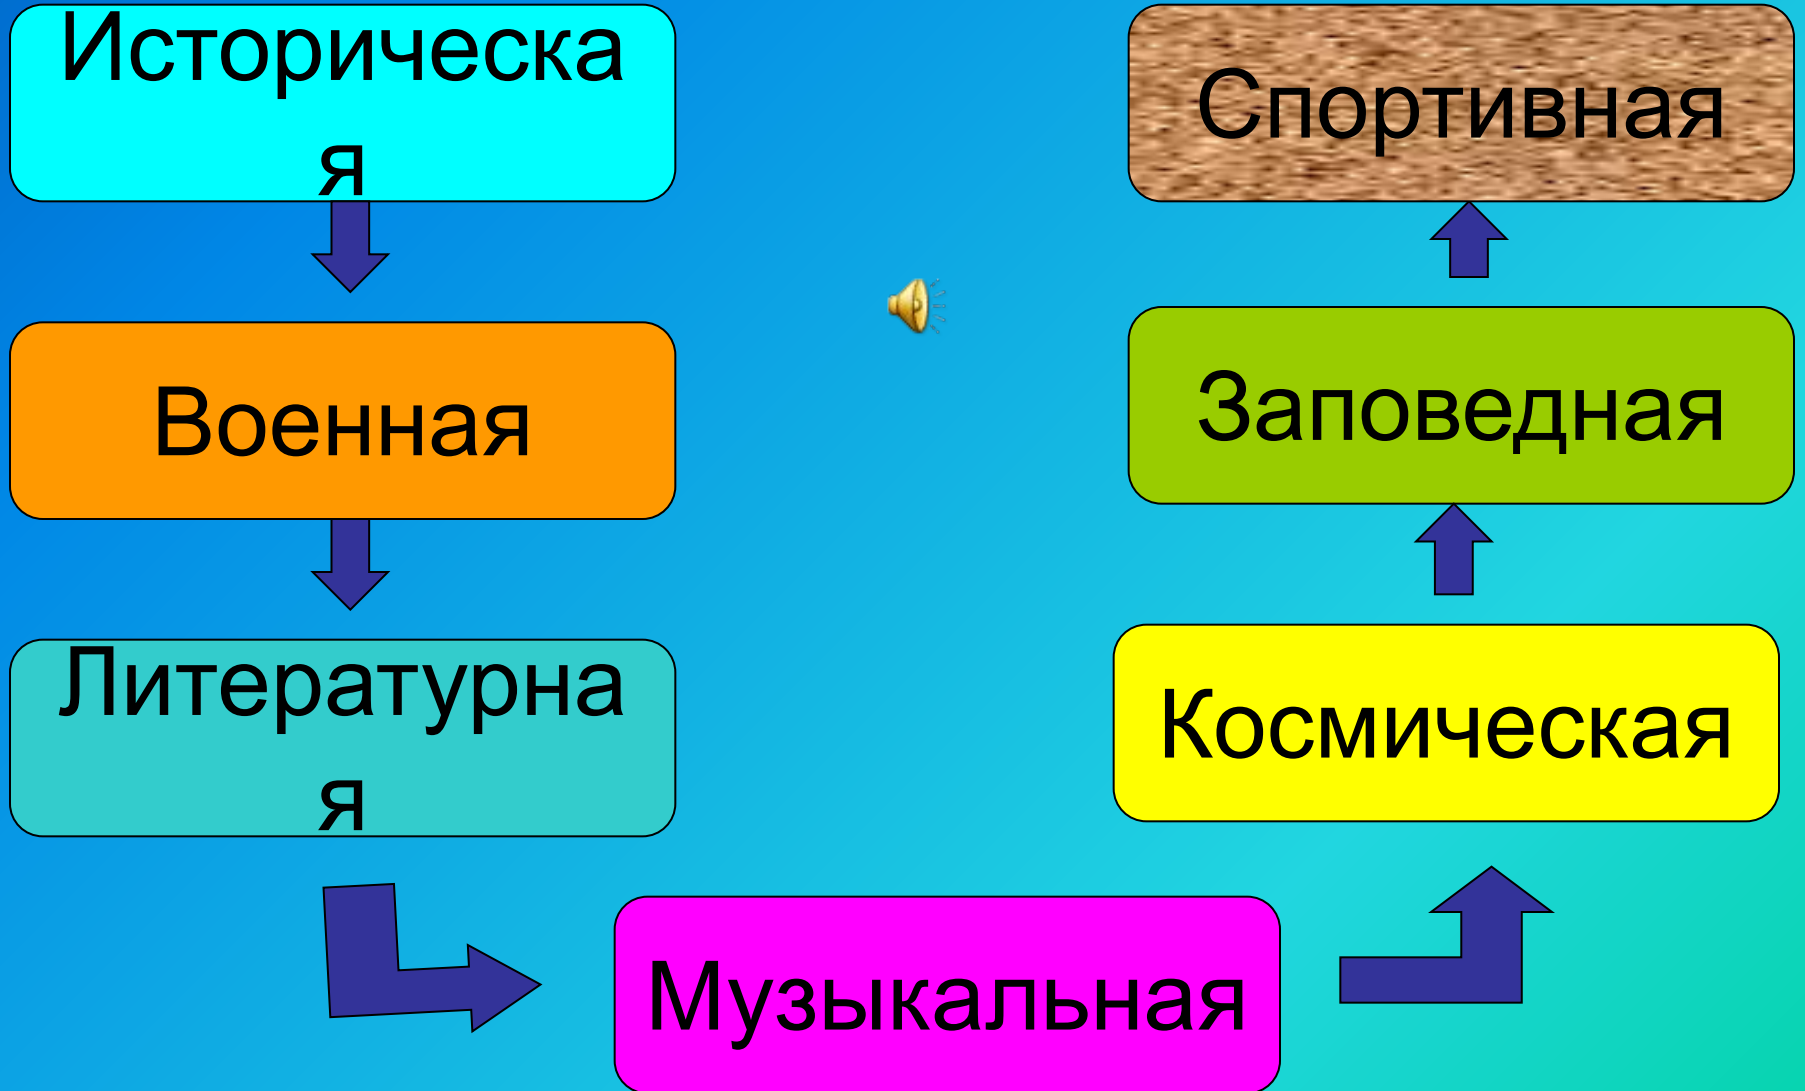 Историческа
я
Военная
Литературна
я
Музыкальная
Космическая
Заповедная
Спортивная